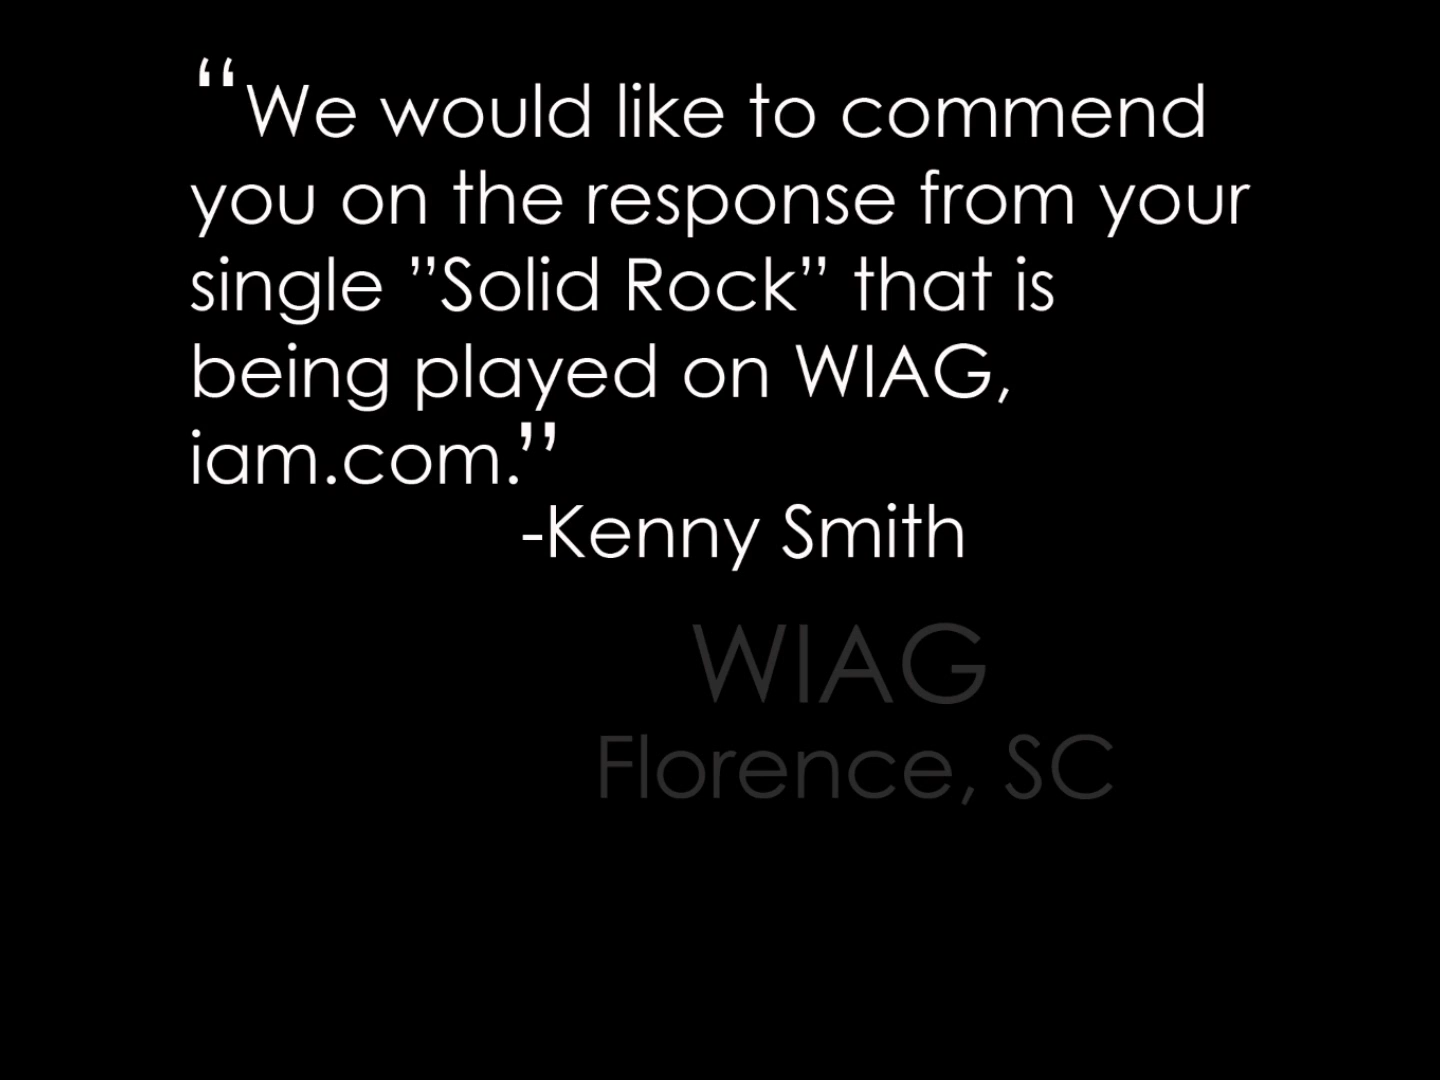 “We would like to commend
you on the response from your
single ”Solid Rock” that is
being played on WIAG,
iam.com.”
-Kenny Smith
WIAG
Florence, SC